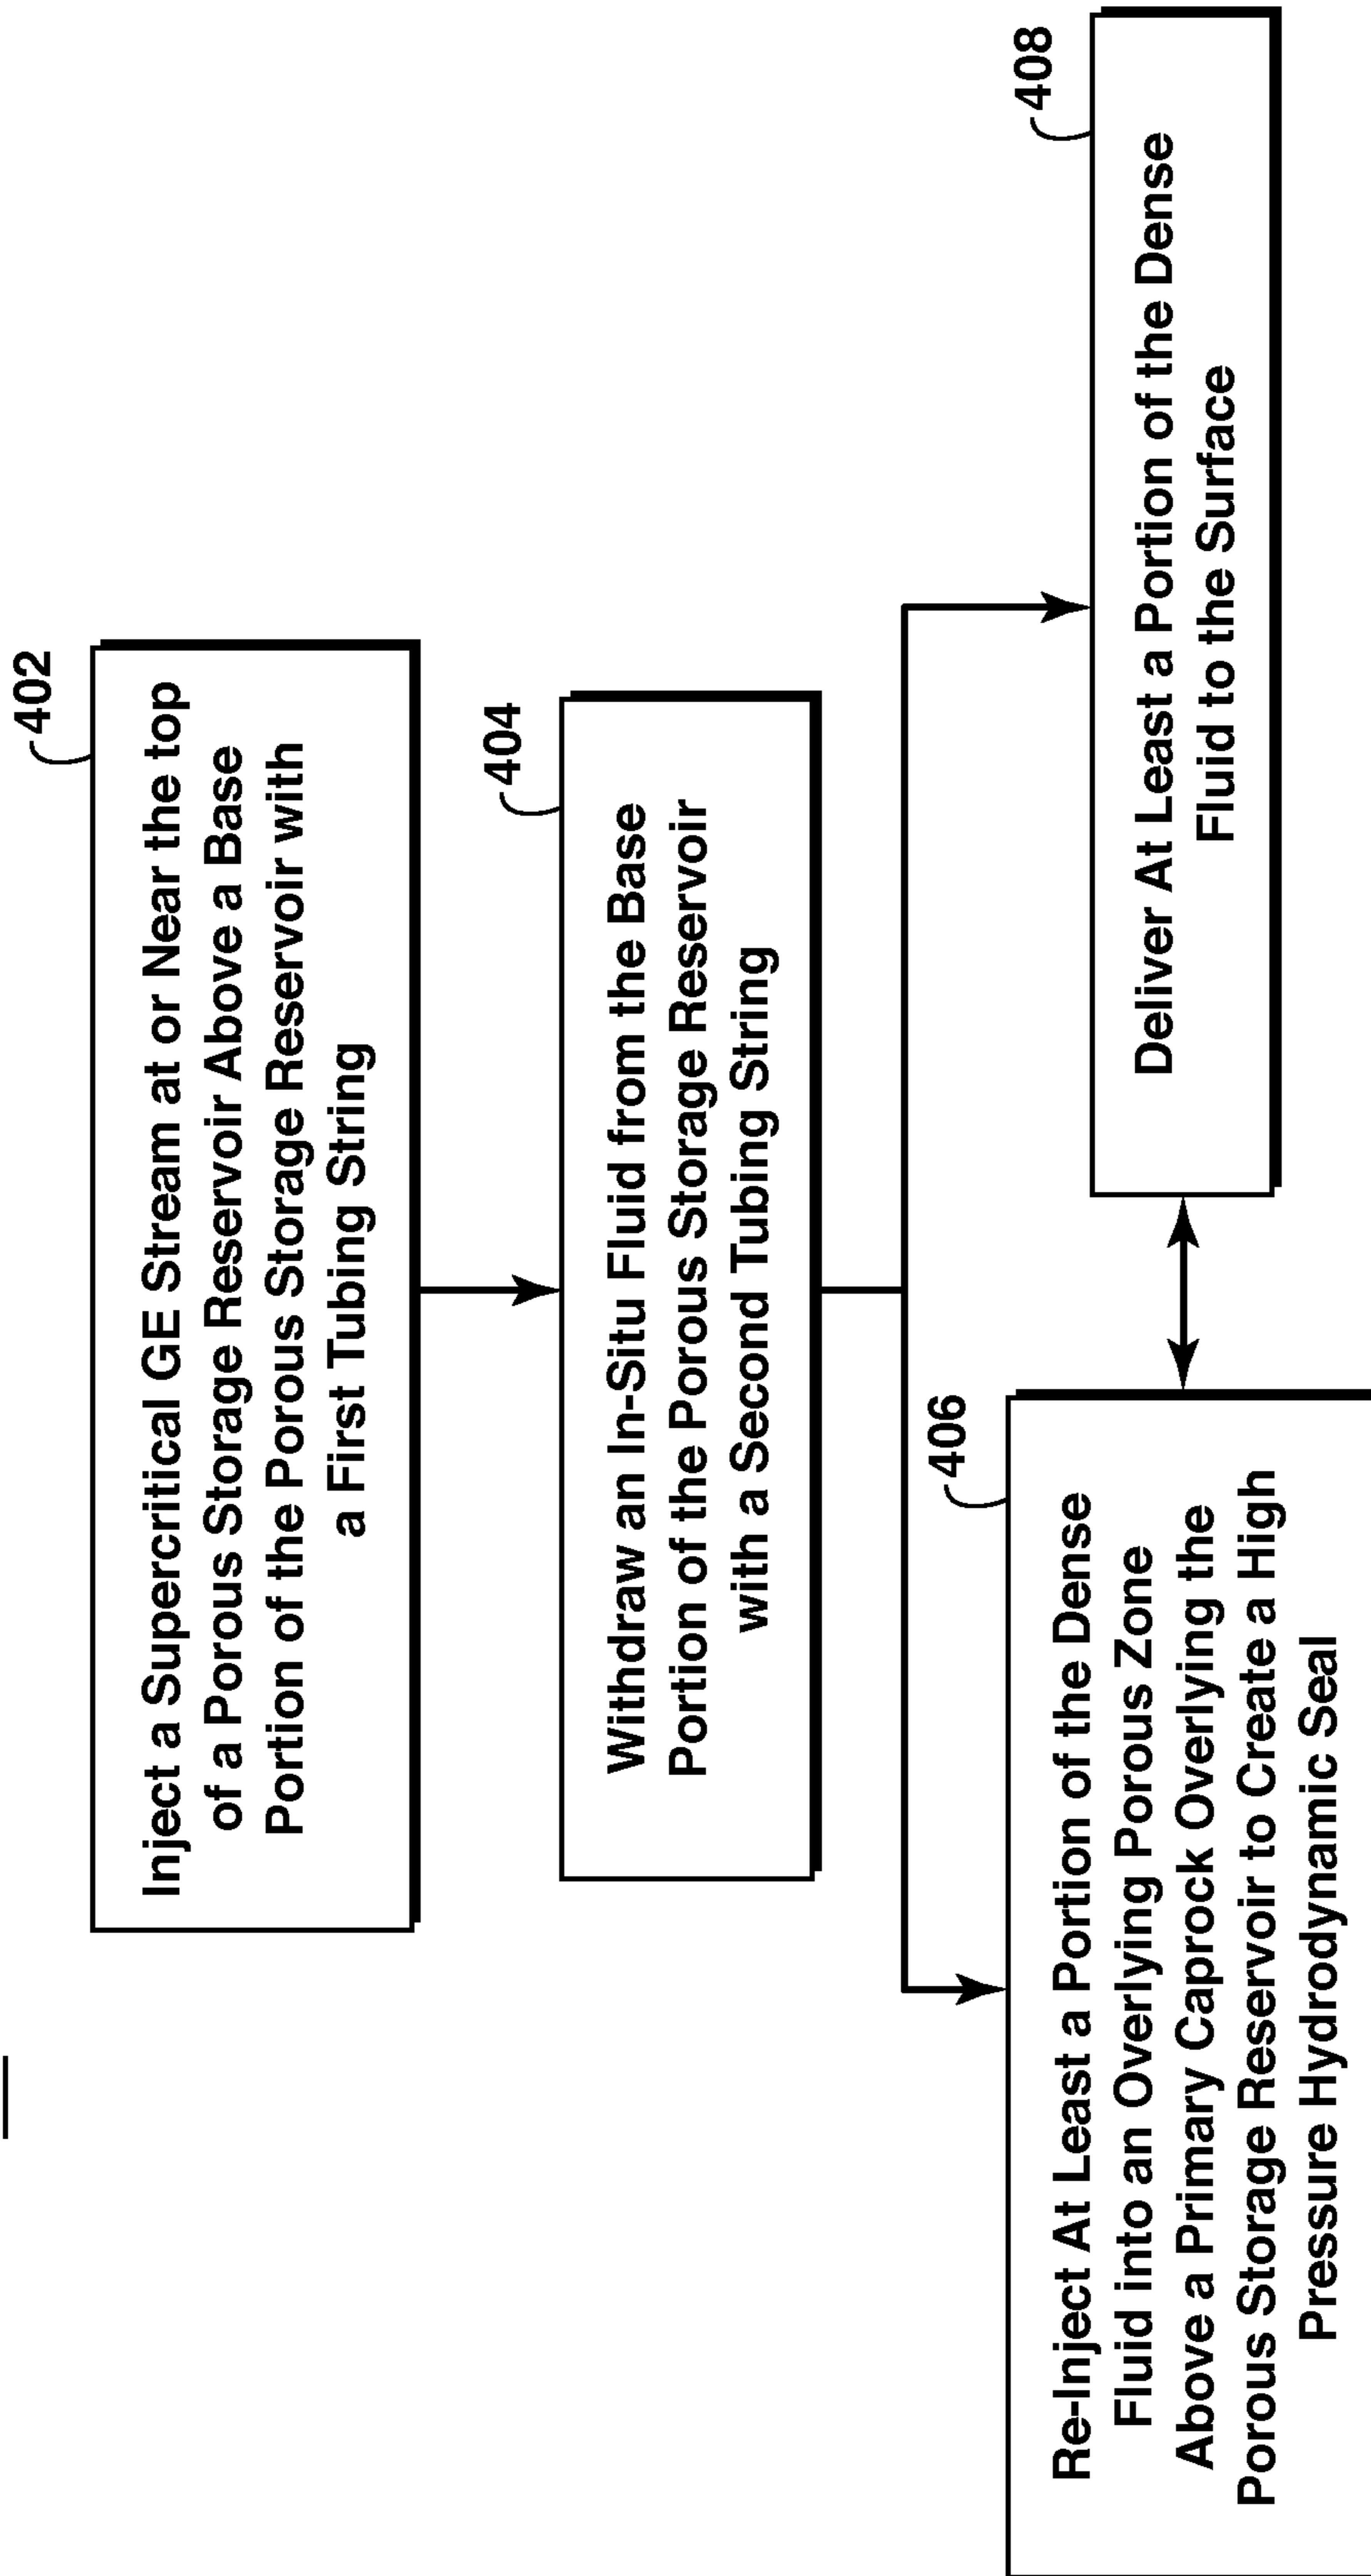 402
Inject a Supercritical GE Stream at or Near the top
of a Porous Storage Reservoir Above a Base
Portion of the Porous Storage Reservoir with
a First Tubing String
404
Withdraw an In-Situ Fluid from the Base
Portion of the Porous Storage Reservoir
with a Second Tubing String
406
Re-Inject At Least a Portion of the Dense
Fluid into an Overlying Porous Zone
Above a Primary Caprock Overlying the
Porous Storage Reservoir to Create a High
Pressure Hydrodynamic Seal
408
Deliver At Least a Portion of the Dense
Fluid to the Surface